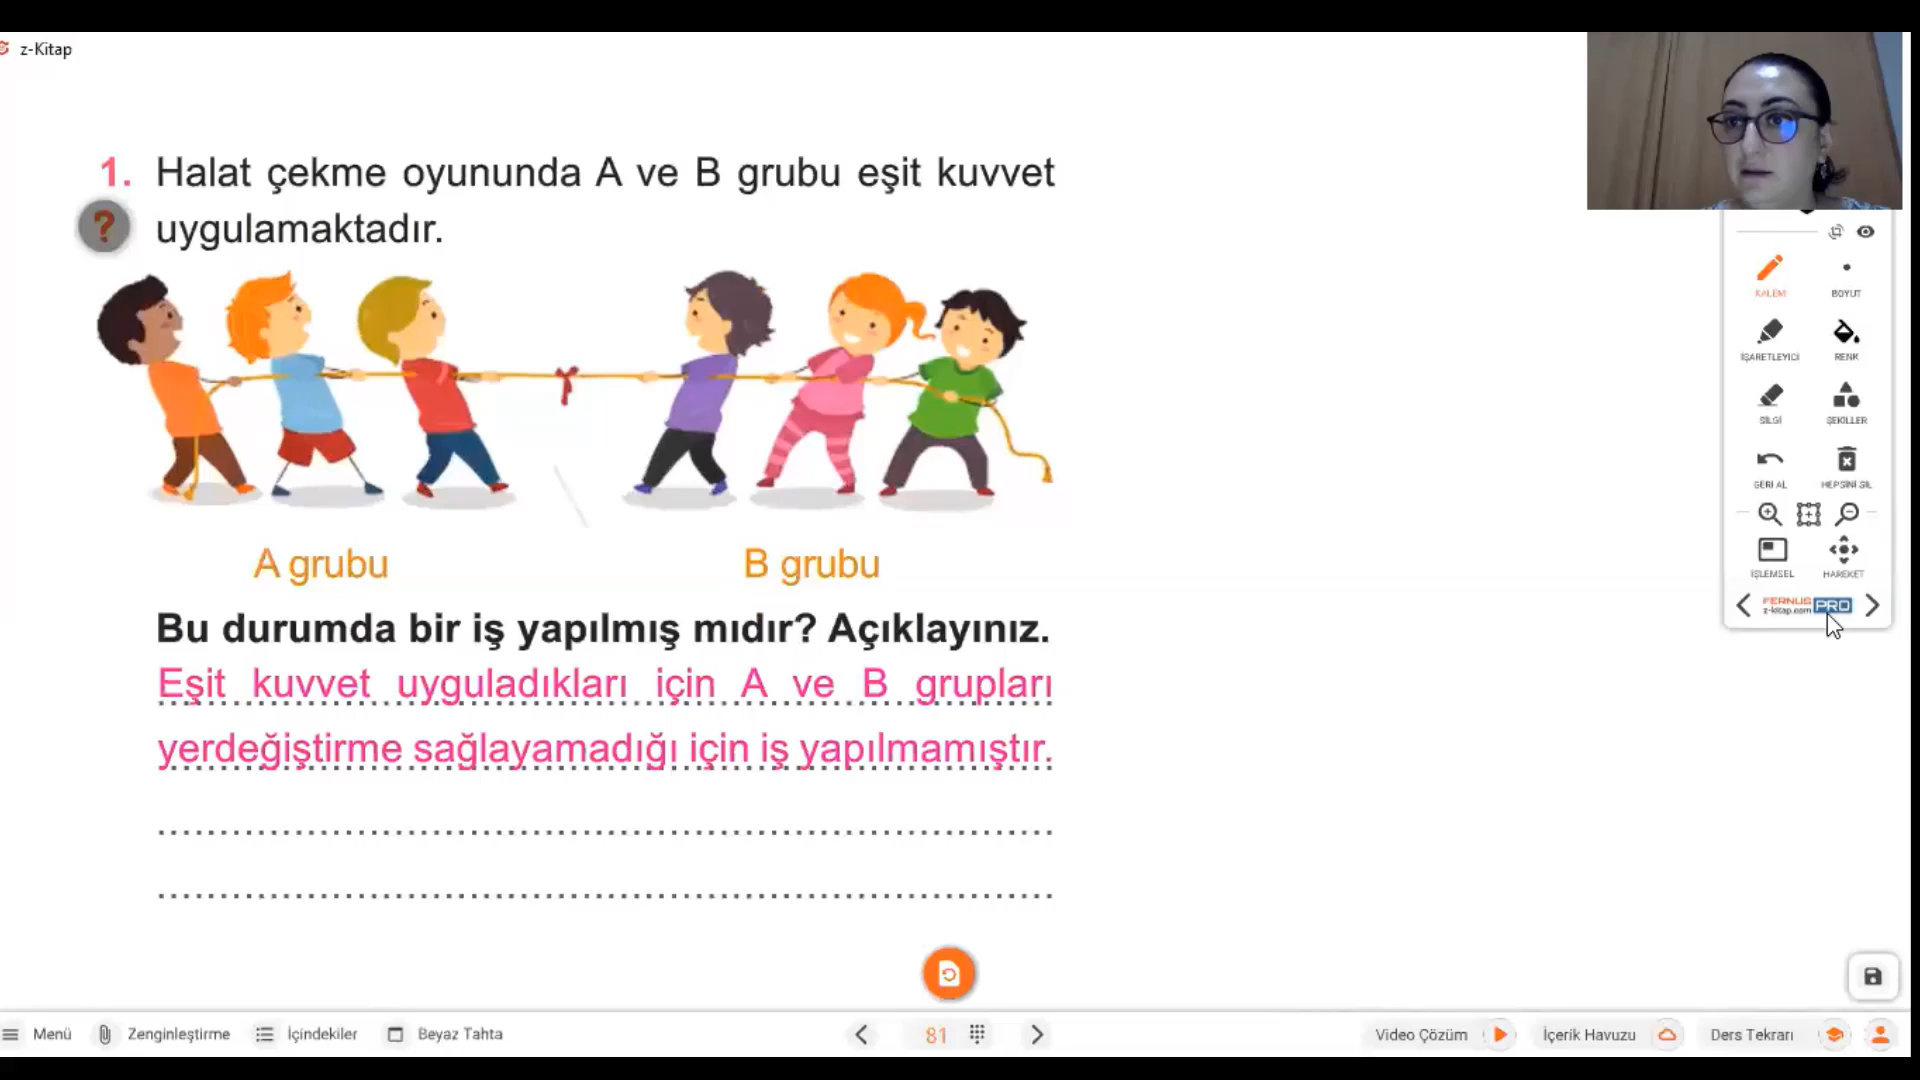 z-Kitap
1. Halat çekme oyununda A ve B grubu eşit kuvvet
? uygulamaktadır.
A grubu B grubu
Bu durumda bir iş yapılmış mıdır? Açıklayınız.
Eşit kuvvet uyguladıkları için A ve B grupları
yerdeğiştirme sağlayamadığı için iş yapılmamıştır.
KALEM BOYUT
İŞARETLEYİCİ RENK
SİLGİ ŞEKİLLER
GERİ AL HEPSİNİ SİL
İŞLEMSEL HAREKET
FERNUS PRO
z-kitap.com
Menü Zenginleştirme İçindekiler Beyaz Tahta 81 Video Çözüm İçerik Havuzu Ders Tekrarı